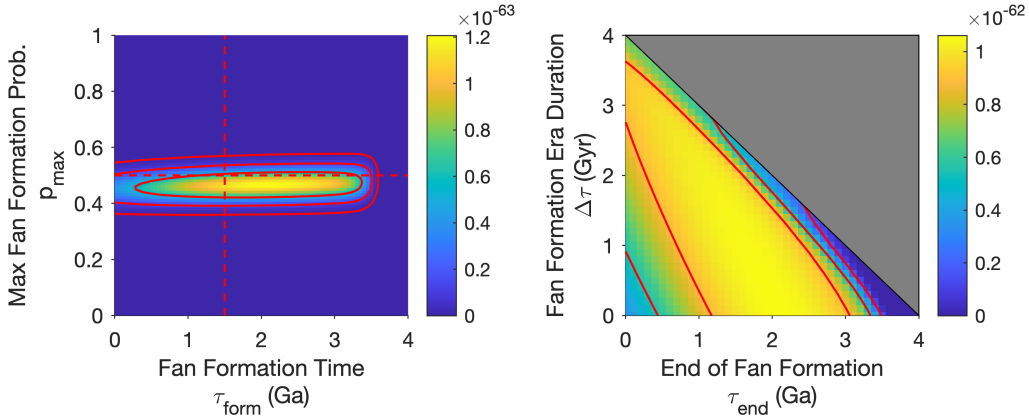 ×10⁻⁶³
Max Fan Formation Prob.
p_max
1
0.8
0.6
0.4
0.2
0
0 1 2 3 4
Fan Formation Time
τ_form (Ga)
1.2
1
0.8
0.6
0.4
0.2
0
×10⁻⁶²
Fan Formation Era Duration
Δτ (Gyr)
4
3
2
1
0
0 1 2 3 4
End of Fan Formation
τ_end (Ga)
1
0.8
0.6
0.4
0.2
0